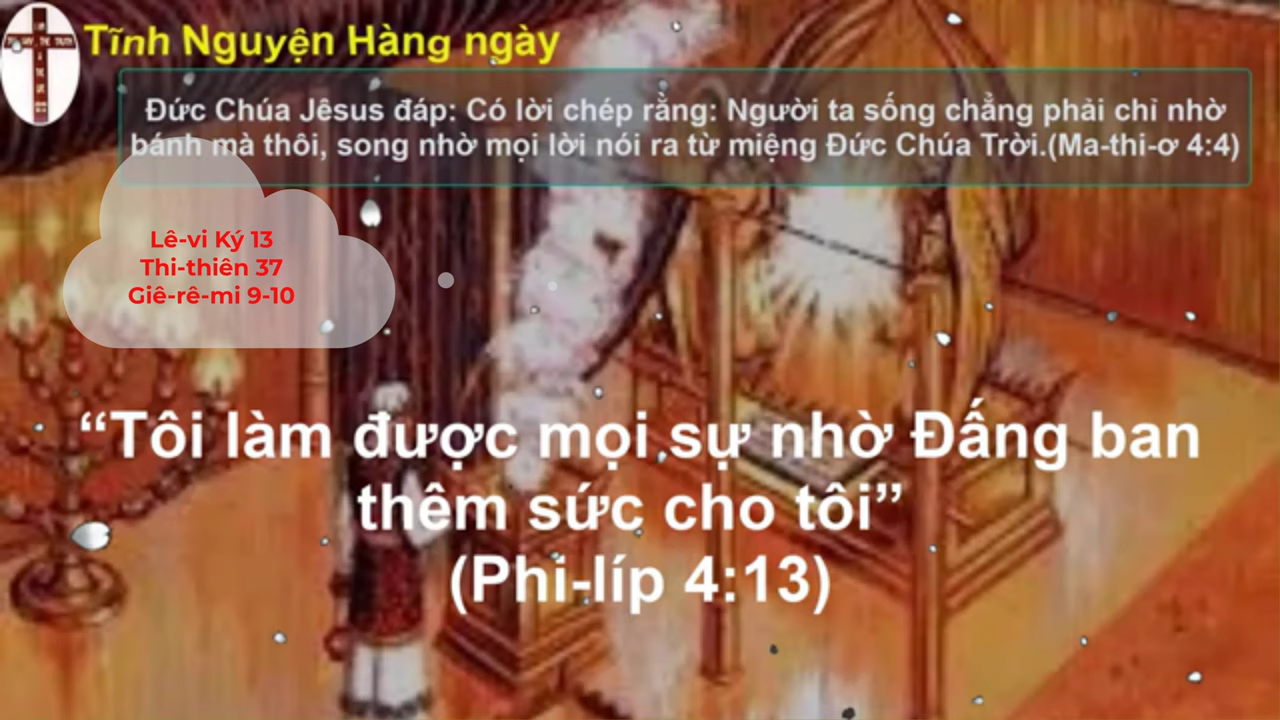 Tĩnh Nguyện Hàng ngày
Đức Chúa Jêsus đáp: Có lời chép rằng: Người ta sống chẳng phải chỉ nhờ
bánh mà thôi, song nhờ mọi lời nói ra từ miệng Đức Chúa Trời.(Ma-thi-ơ 4:4)
Lê-vi Ký 13
Thi-thiên 37
Giê-rê-mi 9-10
“Tôi làm được mọi sự nhờ Đấng ban
thêm sức cho tôi”
(Phi-líp 4:13)